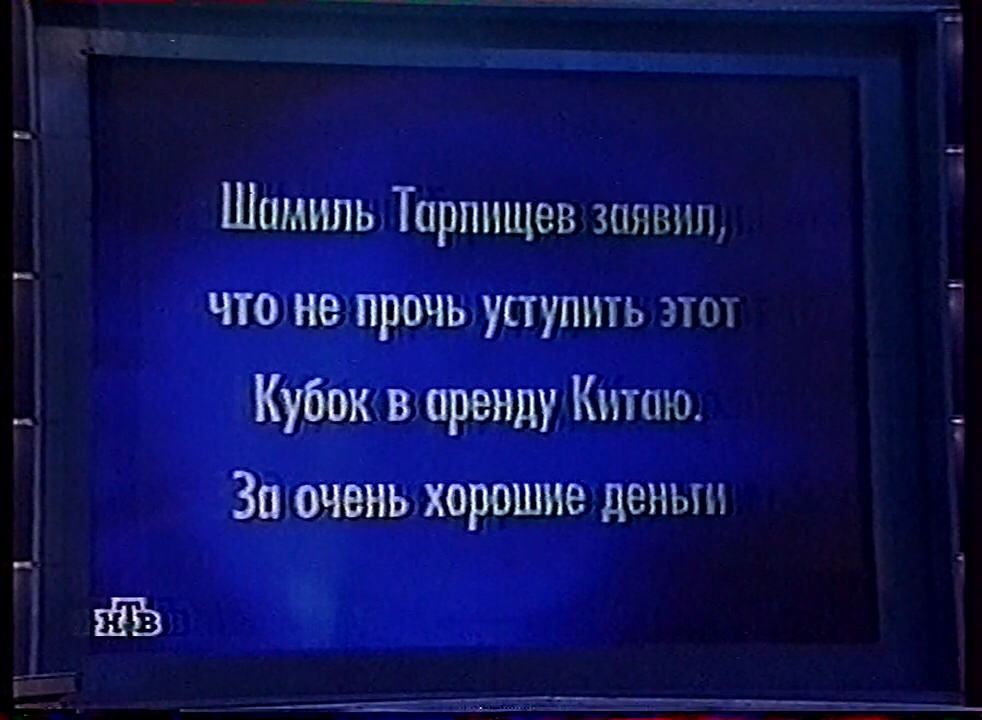 Шамиль Тарпищев заявил,
что не прочь уступить этот
Кубок в аренду Китаю.
За очень хорошие деньги
НТВ